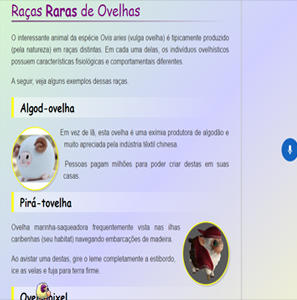 Raças Raras de Ovelhas
O interessante animal da espécie Ovis aries (vulga ovelha) é tipicamente produzido
(pela natureza) em raças distintas. Em cada uma delas, os indivíduos ovelhísticos
possuem características fisiológicas e comportamentais diferentes.
A seguir, veja alguns exemplos dessas raças.
Algod-ovelha
Em vez de lã, esta ovelha é uma exímia produtora de algodão e
muito apreciada pela indústria têxtil chinesa.
Pessoas pagam milhões para poder criar destas em suas
casas.
Pirá-tovelha
Ovelha marinha-saqueadora frequentemente vista nas ilhas
caribenhas (seu habitat) navegando embarcações de madeira.
Ao avistar uma destas, gire o leme completamente a estibordo,
ice as velas e fuja para terra firme.